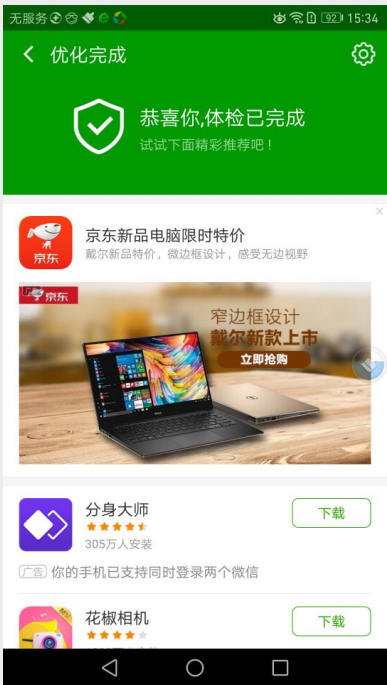 无服务
92
15:34
优化完成
恭喜你,体检已完成
试试下面精彩推荐吧！
京东
京东新品电脑限时特价
戴尔新品特价，微边框设计，感受无边视野
京东
窄边框设计
戴尔新款上市
立即抢购
分身大师
下载
305万人安装
广告 你的手机已支持同时登录两个微信
MY
花椒相机
下载